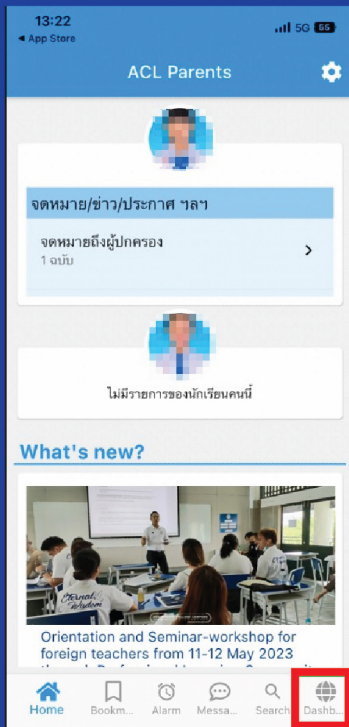 13:22
5G 55
◄ App Store
ACL Parents
จดหมาย/ข่าว/ประกาศ ฯลฯ
จดหมายถึงผู้ปกครอง
1 ฉบับ
ไม่มีรายการของนักเรียนคนนี้
What's new?
Eternal Wisdom
Orientation and Seminar-workshop for
foreign teachers from 11-12 May 2023
Home
Bookm...
Alarm
Messa...
Search
Dashb...